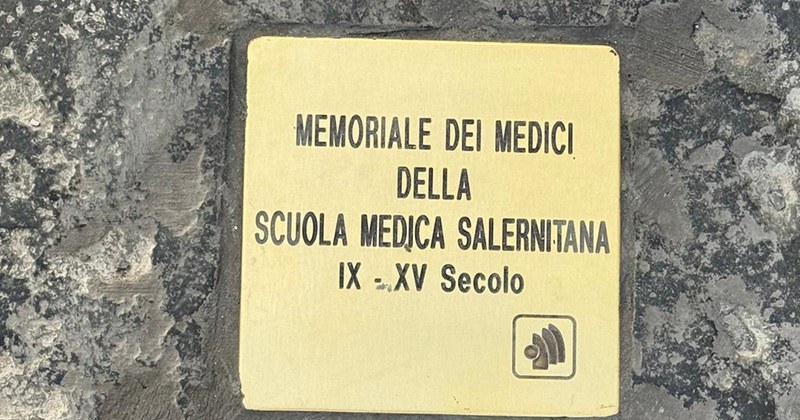 MEMORIALE DEI MEDICI
DELLA
SCUOLA MEDICA SALERNITANA
IX - XV Secolo